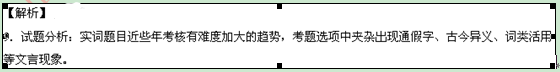 【解析】
．试题分析：实词题目近些年考核有难度加大的趋势，考题选项中夹杂出现通假字、古今异义、词类活用
等文言现象。